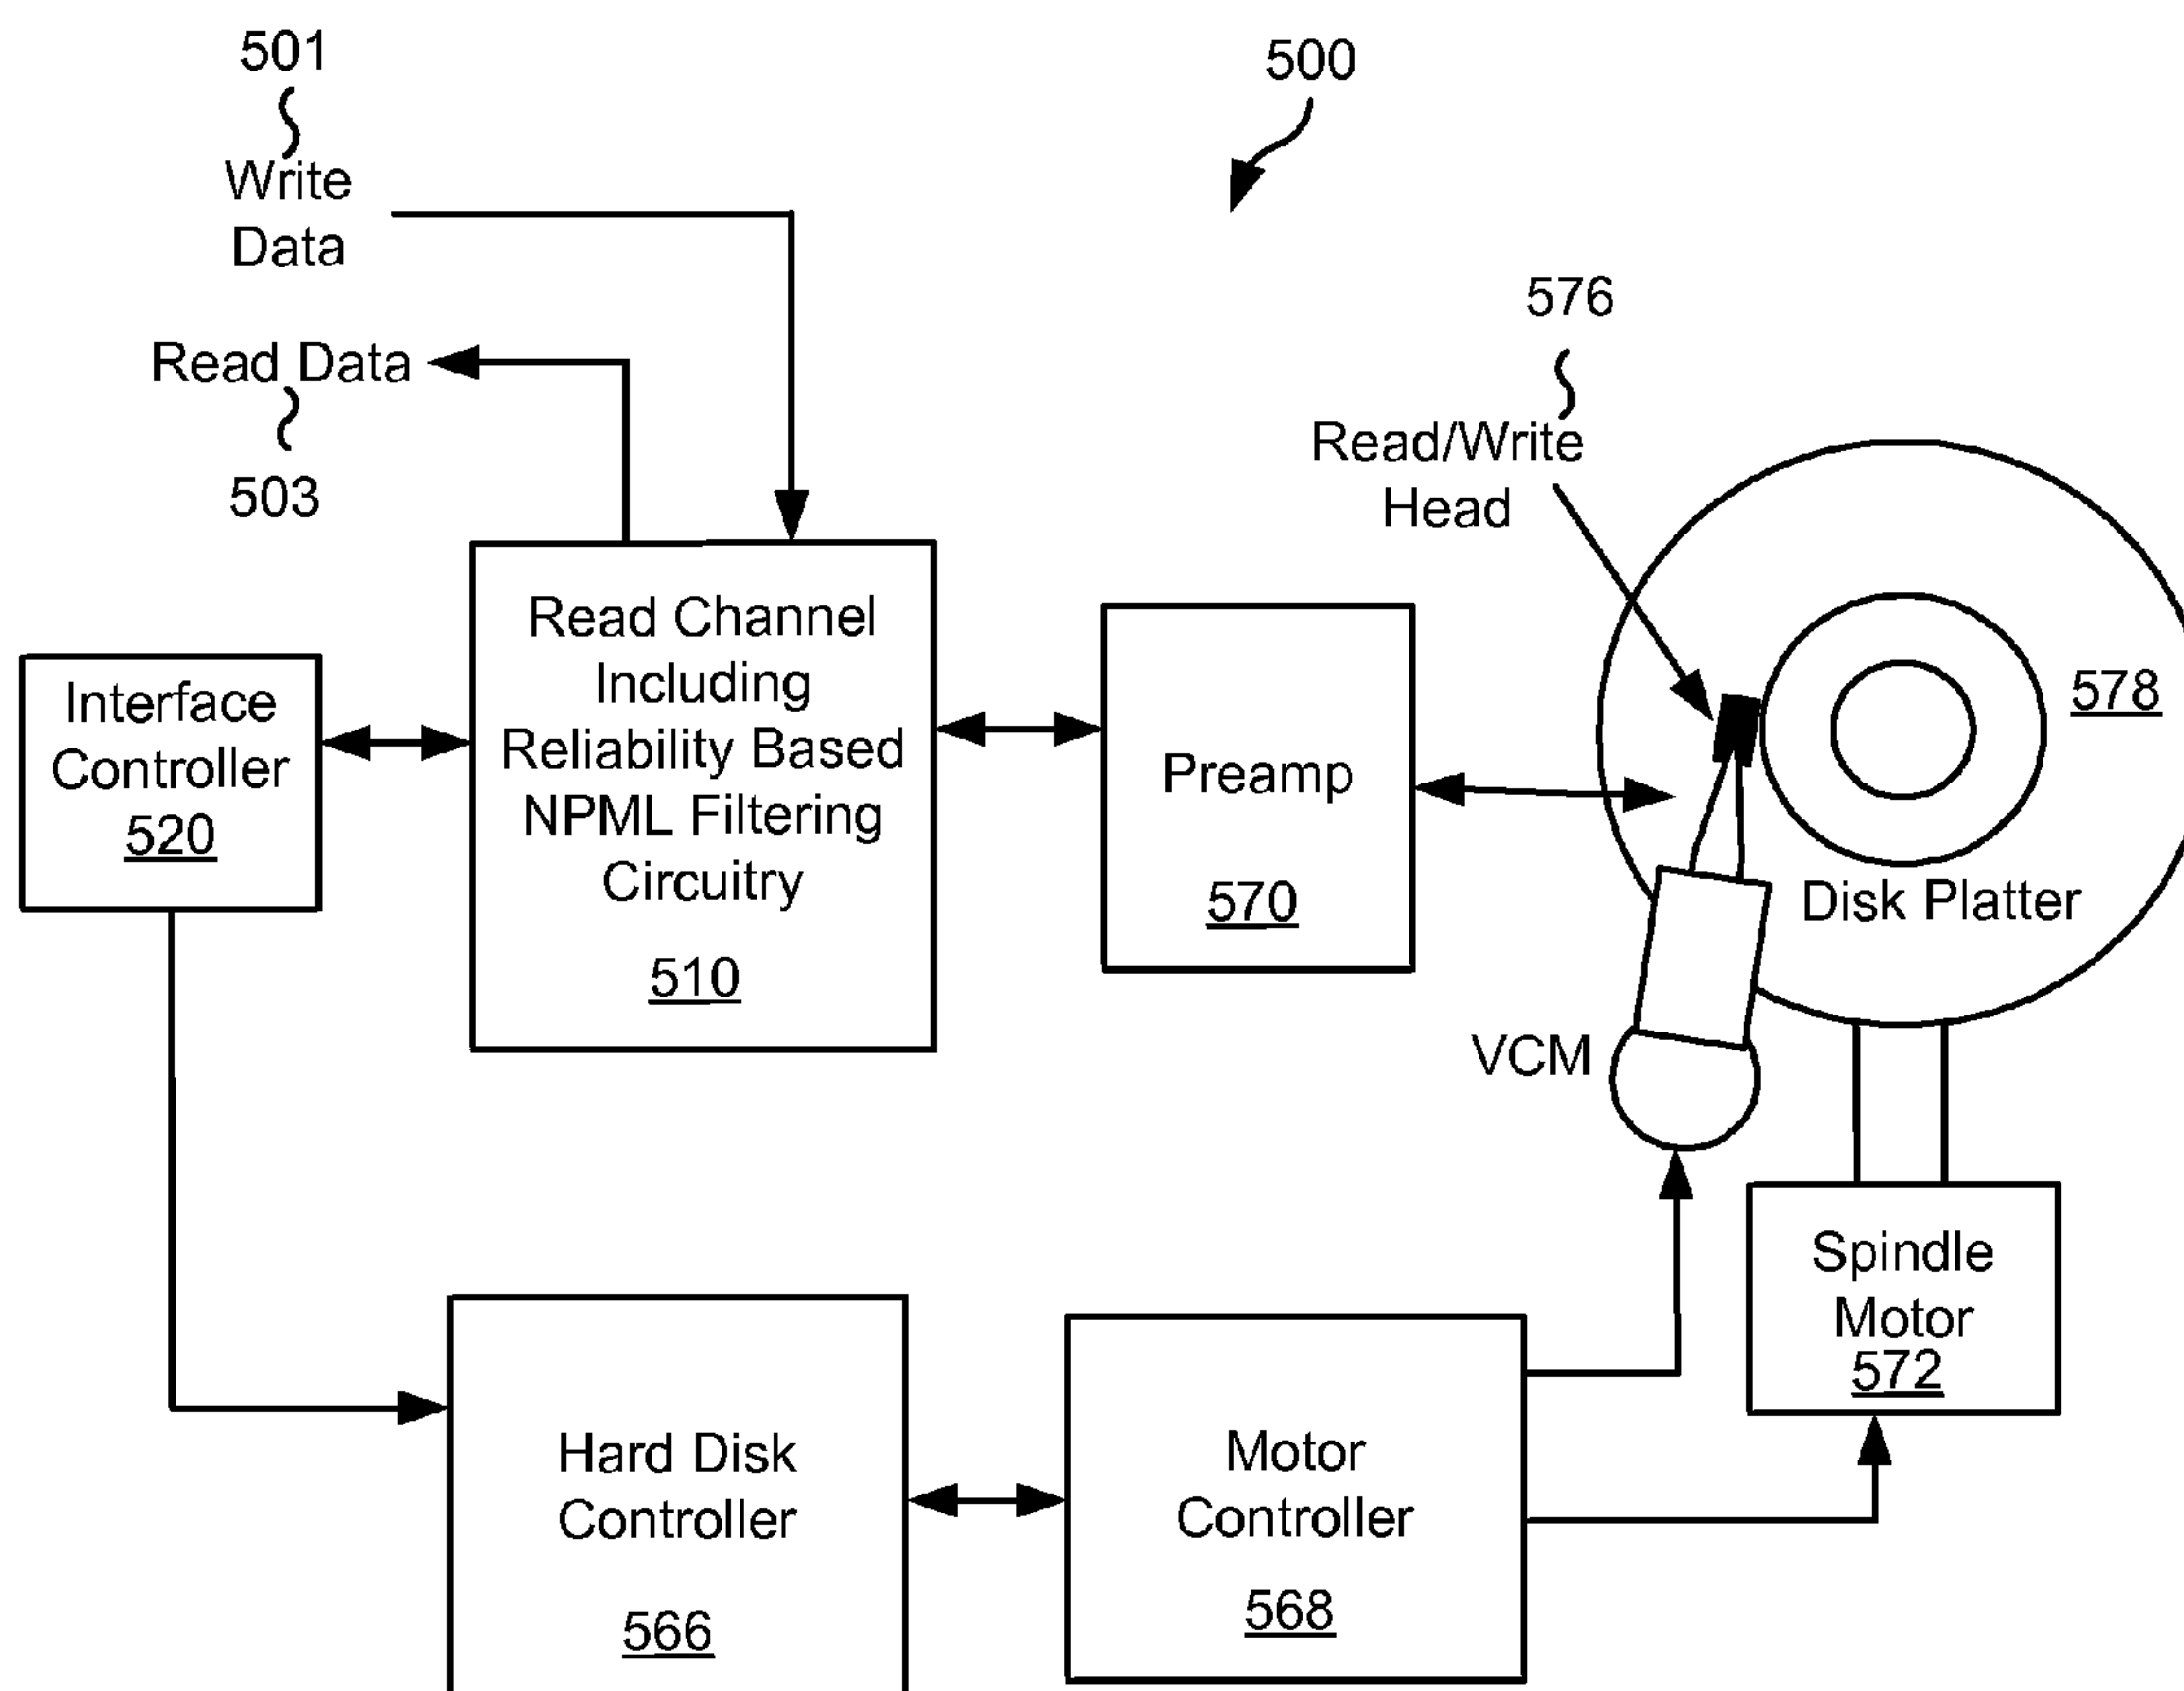 501
Write
Data
500
Read Data
503
576
Read/Write
Head
Interface
Controller
520
Read Channel
Including
Reliability Based
NPML Filtering
Circuitry
510
Preamp
570
578
Disk Platter
VCM
Spindle
Motor
572
Hard Disk
Controller
566
Motor
Controller
568